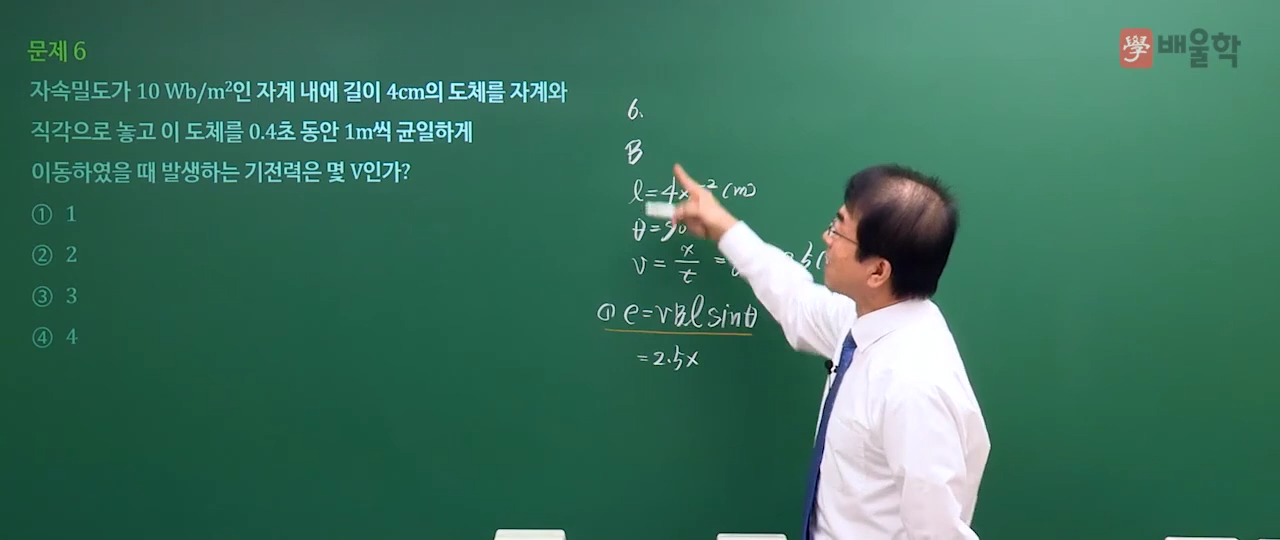 문제 6
자속밀도가 10 Wb/m²인 자계 내에 길이 4cm의 도체를 자계와
직각으로 놓고 이 도체를 0.4초 동안 1m씩 균일하게
이동하였을 때 발생하는 기전력은 몇 V인가?
① 1
② 2
③ 3
④ 4
學 배울학
6.
B
l = 4× -2 (m)
θ =
v = x/t =
① e = vBl sinθ
= 2.5×